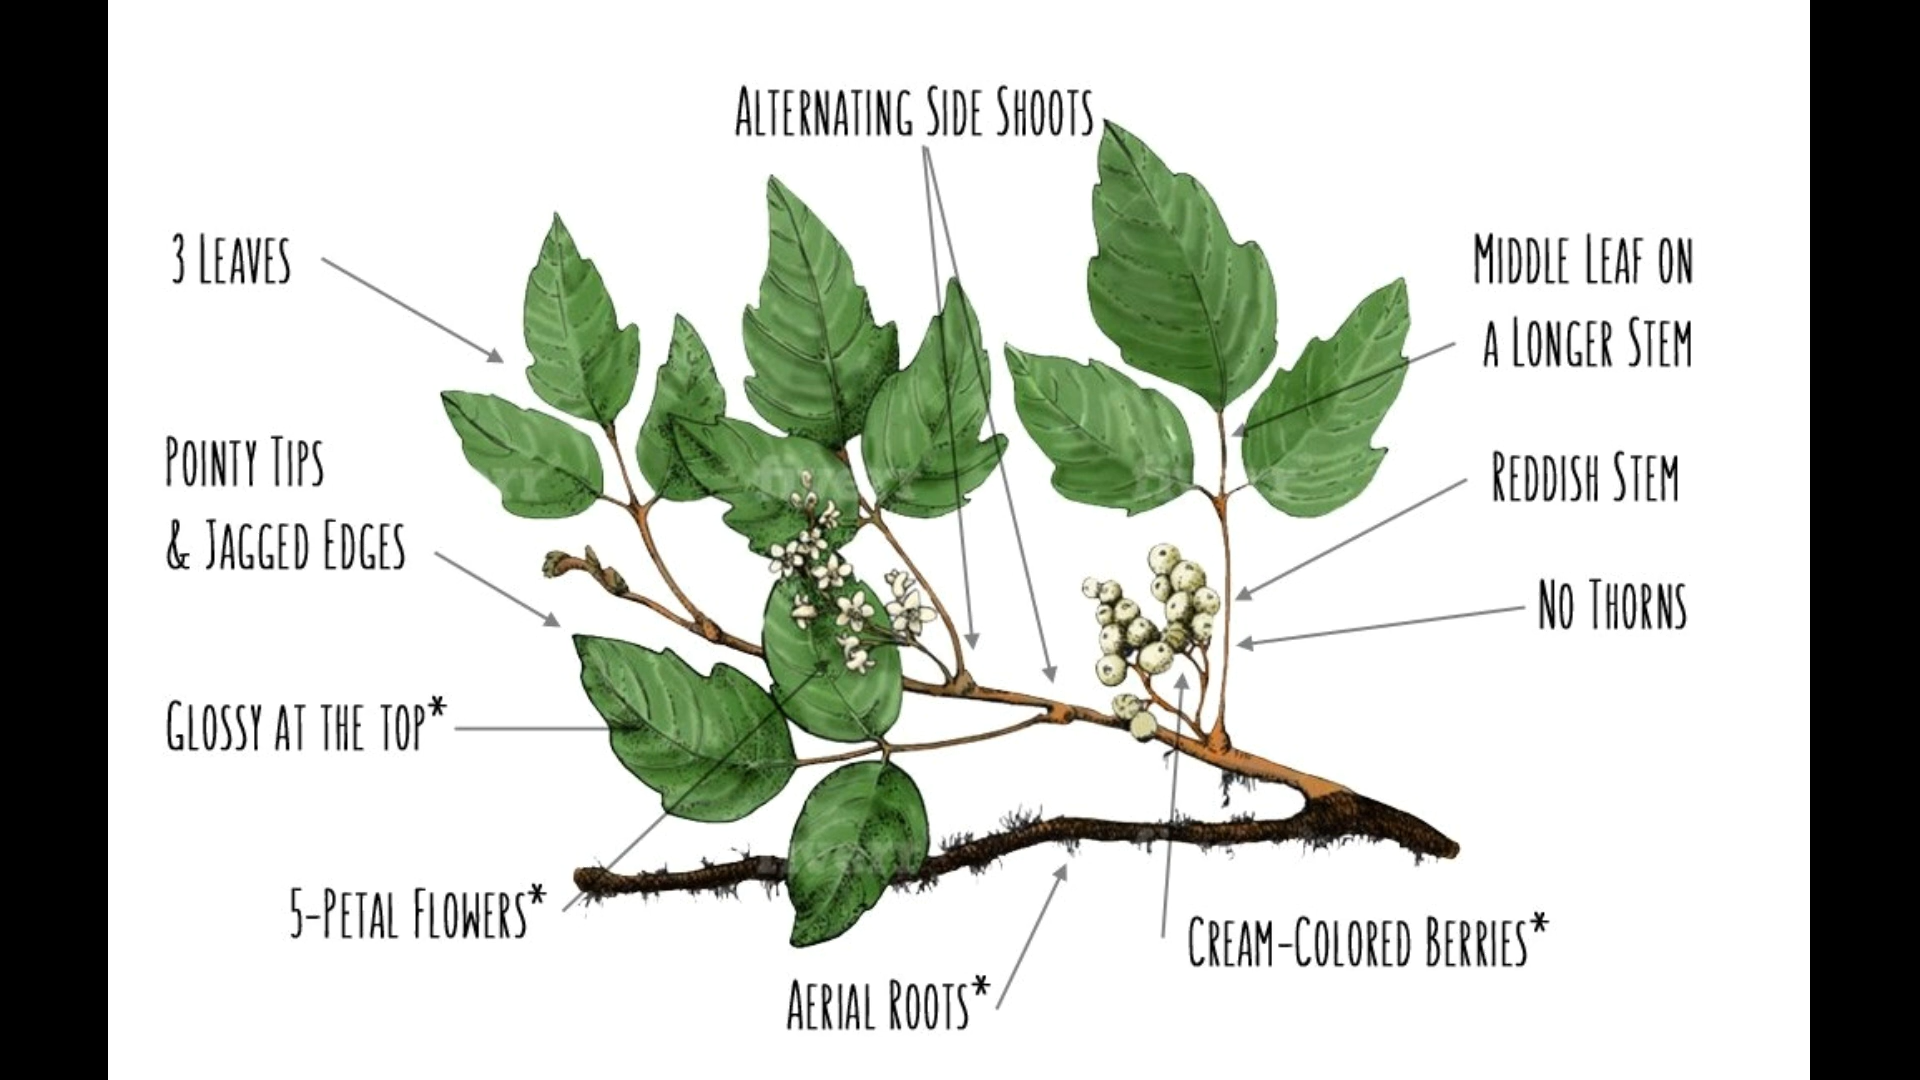 ALTERNATING SIDE SHOOTS
3 LEAVES
MIDDLE LEAF ON
A LONGER STEM
POINTY TIPS
& JAGGED EDGES
REDDISH STEM
NO THORNS
GLOSSY AT THE TOP*
5-PETAL FLOWERS*
CREAM-COLORED BERRIES*
AERIAL ROOTS*
fiverr